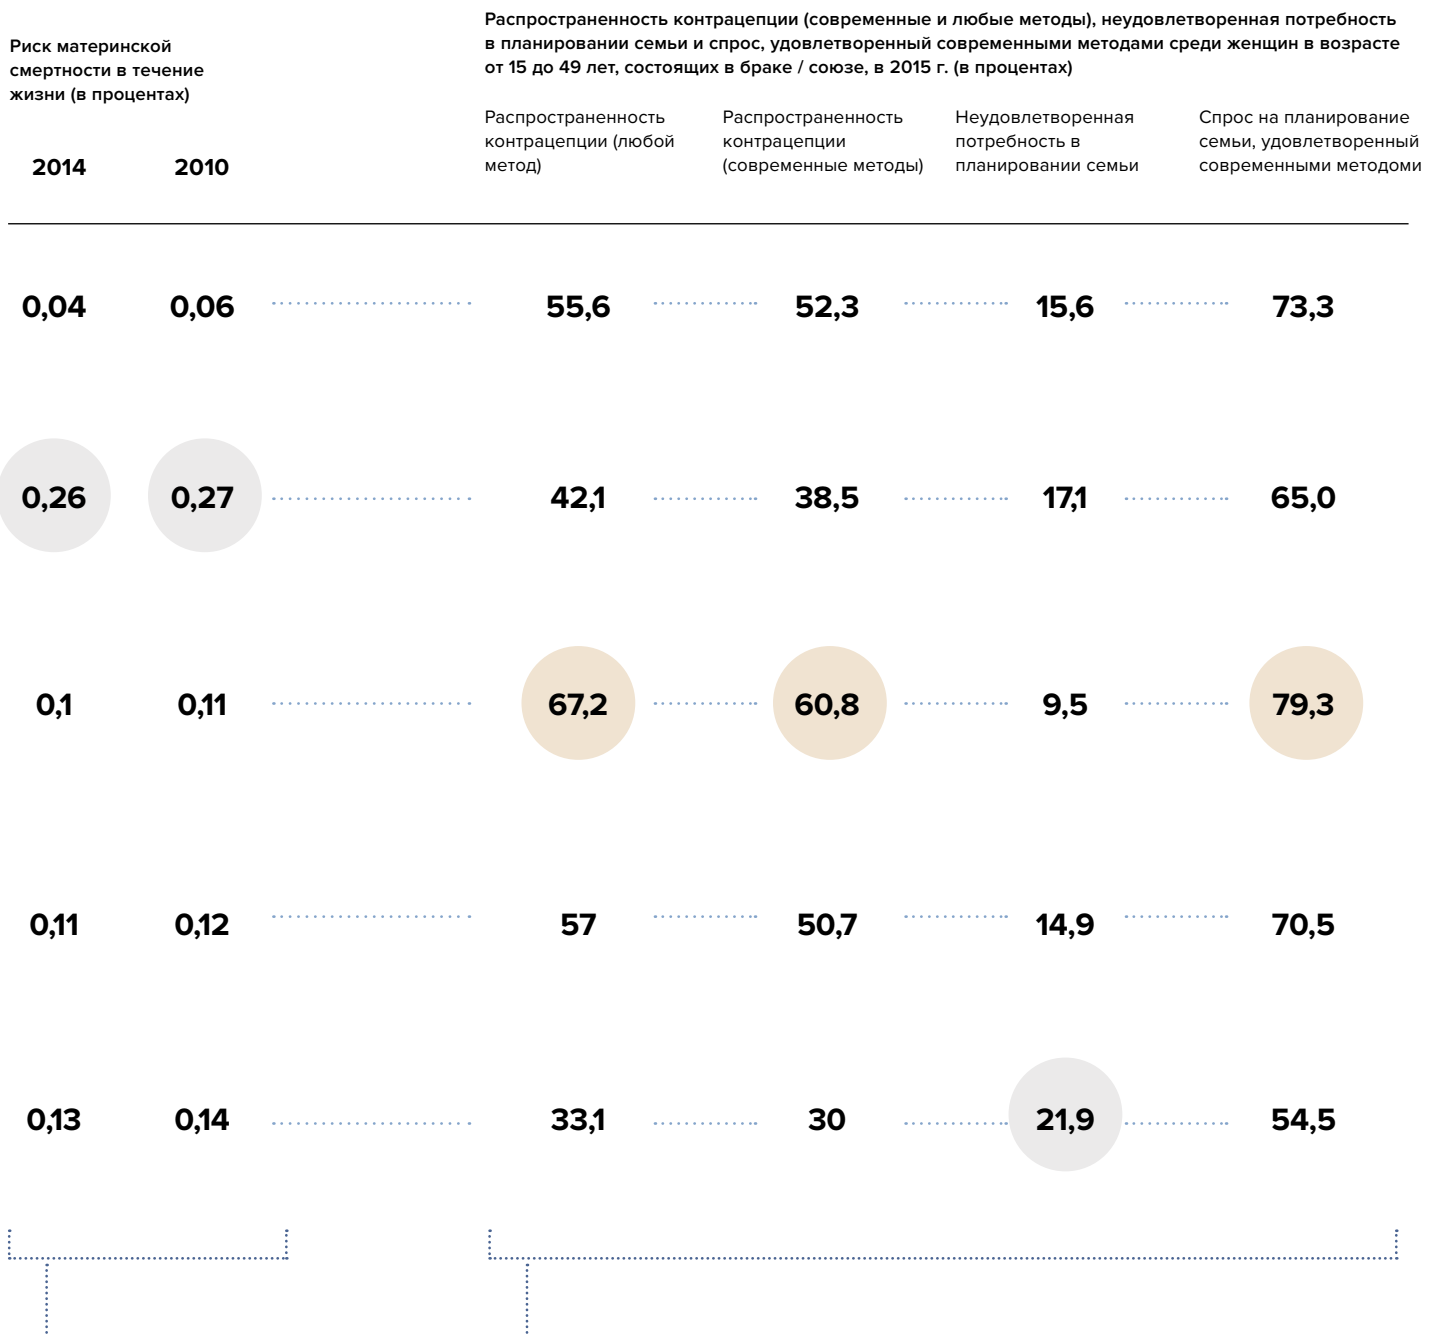 Риск материнской
смертности в течение
жизни (в процентах)
2014 2010
Распространенность контрацепции (современные и любые методы), неудовлетворенная потребность
в планировании семьи и спрос, удовлетворенный современными методами среди женщин в возрасте
от 15 до 49 лет, состоящих в браке / союзе, в 2015 г. (в процентах)
Распространенность
контрацепции (любой
метод)
Распространенность
контрацепции
(современные методы)
Неудовлетворенная
потребность в
планировании семьи
Спрос на планирование
семьи, удовлетворенный
современными методоми
0,04 0,06 55,6 52,3 15,6 73,3
0,26 0,27 42,1 38,5 17,1 65,0
0,1 0,11 67,2 60,8 9,5 79,3
0,11 0,12 57 50,7 14,9 70,5
0,13 0,14 33,1 30 21,9 54,5